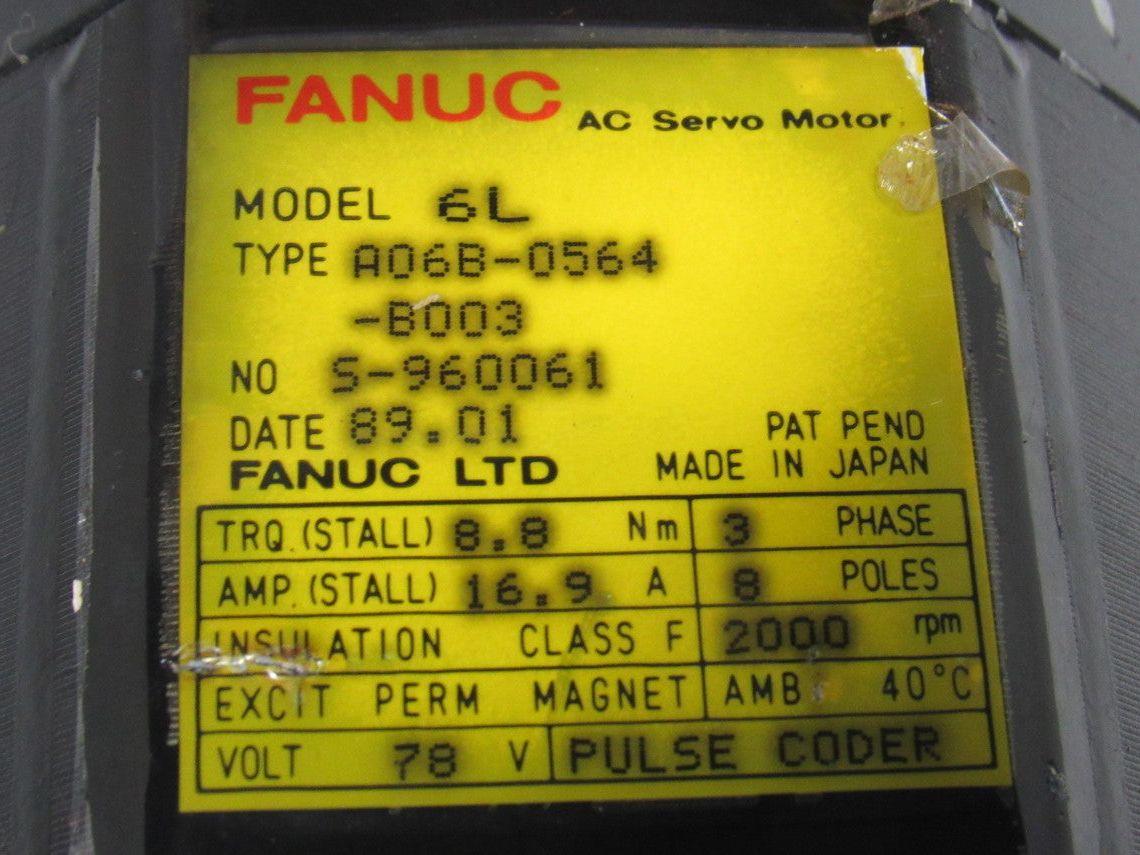 FANUC AC Servo Motor
MODEL 6L
TYPE A06B-0564
-B003
NO S-960061
DATE 89.01
PAT PEND
FANUC LTD MADE IN JAPAN
TRQ.(STALL) 8.8 Nm 3 PHASE
AMP.(STALL) 16.9 A 8 POLES
INSULATION CLASS F 2000 rpm
EXCIT PERM MAGNET AMB 40°C
VOLT 78 V PULSE CODER